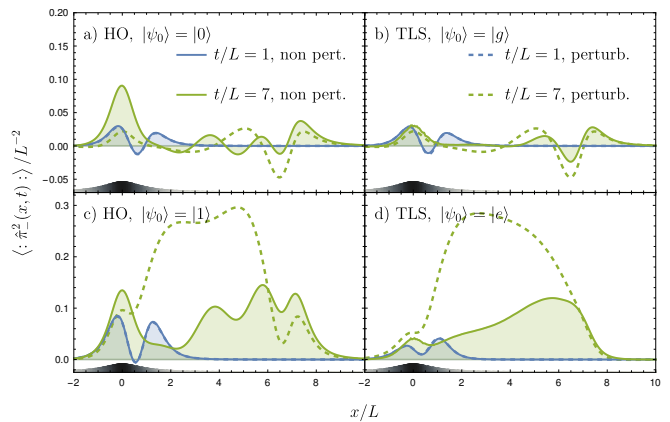 a) HO, |ψ₀⟩ = |0⟩
b) TLS, |ψ₀⟩ = |g⟩
t/L = 1, non pert.
t/L = 1, perturb.
t/L = 7, non pert.
t/L = 7, perturb.
0.20
0.15
0.10
0.05
0.00
−0.05
⟨: π̂²₋(x, t) :⟩/L⁻²
c) HO, |ψ₀⟩ = |1⟩
d) TLS, |ψ₀⟩ = |e⟩
0.3
0.2
0.1
0.0
−2 0 2 4 6 8 −2 0 2 4 6 8 10
x/L